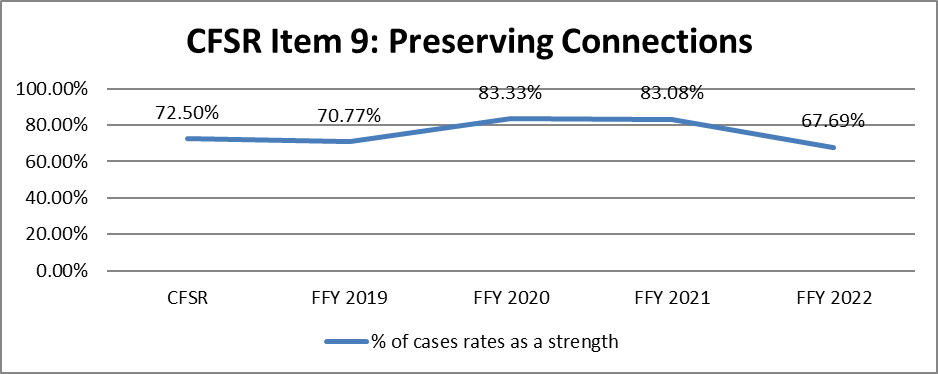 CFSR Item 9: Preserving Connections
100.00%
80.00%
60.00%
40.00%
20.00%
0.00%
72.50%
70.77%
83.33%
83.08%
67.69%
CFSR
FFY 2019
FFY 2020
FFY 2021
FFY 2022
% of cases rates as a strength